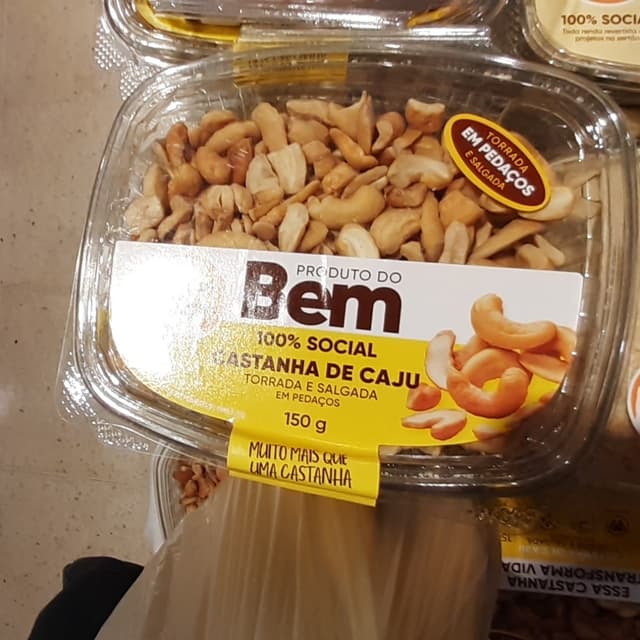 100% SOCIA
TORRADA
EM PEDAÇOS
E SALGADA
PRODUTO DO
Bem
100% SOCIAL
CASTANHA DE CAJU
TORRADA E SALGADA
EM PEDAÇOS
150 g
MUITO MAIS QUE
UMA CASTANHA
ESSA CASTANHA
TRANSFORMA VIDA